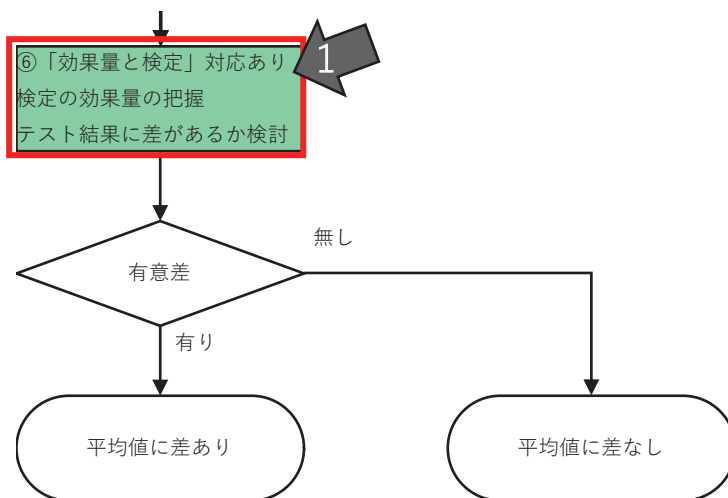 ⑥「効果量と検定」対応あり
1
検定の効果量の把握
テスト結果に差があるか検討
無し
有意差
有り
平均値に差あり
平均値に差なし